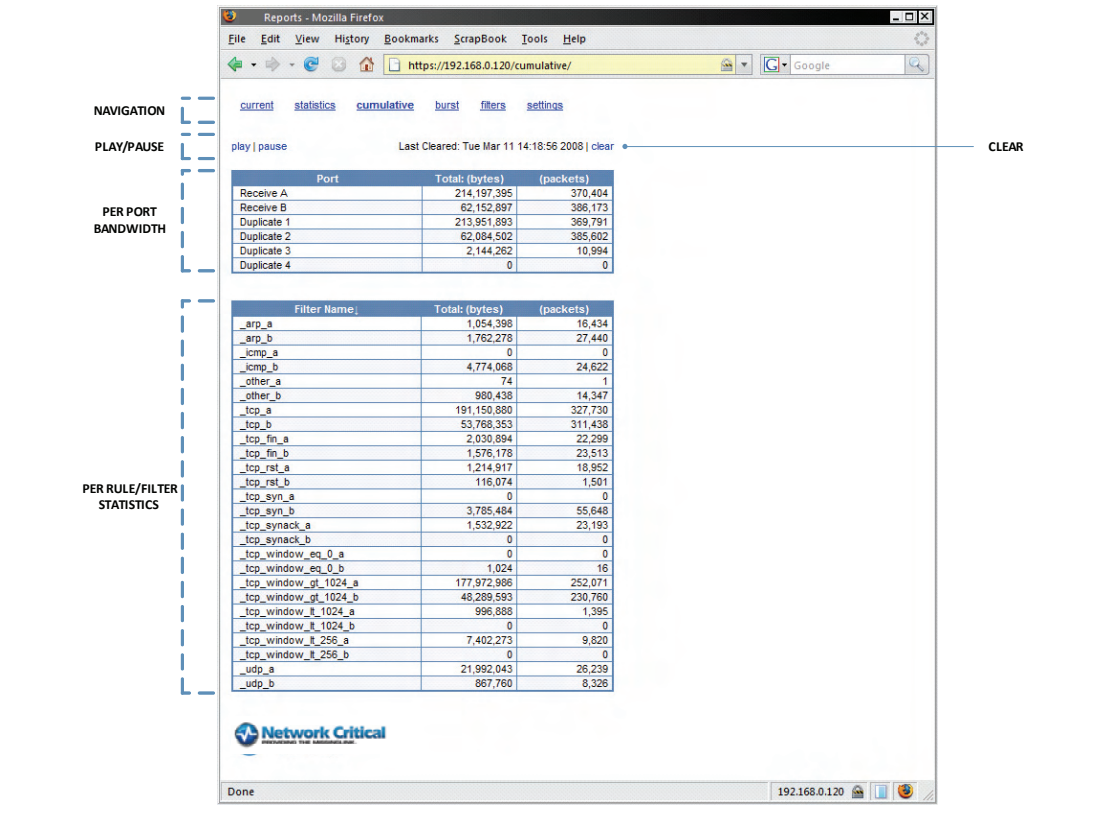 Reports - Mozilla Firefox
File Edit View History Bookmarks ScrapBook Tools Help
https://192.168.0.120/cumulative/ G Google
NAVIGATION
current statistics cumulative burst filters settings
PLAY/PAUSE
play | pause Last Cleared: Tue Mar 11 14:18:56 2008 | clear
CLEAR
PER PORT
BANDWIDTH
Port Total: (bytes) (packets)
Receive A 214,197,395 370,404
Receive B 62,152,897 386,173
Duplicate 1 213,951,893 369,791
Duplicate 2 62,084,502 385,602
Duplicate 3 2,144,262 10,994
Duplicate 4 0 0
PER RULE/FILTER
STATISTICS
Filter Name↓ Total: (bytes) (packets)
_arp_a 1,054,398 16,434
_arp_b 1,762,278 27,440
_icmp_a 0 0
_icmp_b 4,774,068 24,622
_other_a 74 1
_other_b 980,438 14,347
_tcp_a 191,150,880 327,730
_tcp_b 53,768,353 311,438
_tcp_fin_a 2,030,894 22,299
_tcp_fin_b 1,576,178 23,513
_tcp_rst_a 1,214,917 18,952
_tcp_rst_b 116,074 1,501
_tcp_syn_a 0 0
_tcp_syn_b 3,785,484 55,648
_tcp_synack_a 1,532,922 23,193
_tcp_synack_b 0 0
_tcp_window_eq_0_a 0 0
_tcp_window_eq_0_b 1,024 16
_tcp_window_gt_1024_a 177,972,986 252,071
_tcp_window_gt_1024_b 48,289,593 230,760
_tcp_window_lt_1024_a 996,888 1,395
_tcp_window_lt_1024_b 0 0
_tcp_window_lt_256_a 7,402,273 9,820
_tcp_window_lt_256_b 0 0
_udp_a 21,992,043 26,239
_udp_b 867,760 8,326
Network Critical
PROVIDING THE MISSINGLINK.
Done 192.168.0.120